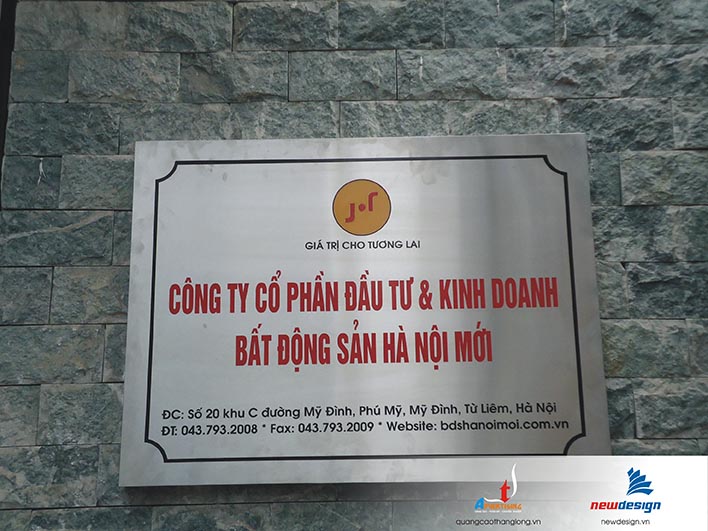 GIÁ TRỊ CHO TƯƠNG LAI
CÔNG TY CỔ PHẦN ĐẦU TƯ & KINH DOANH
BẤT ĐỘNG SẢN HÀ NỘI MỚI
ĐC: Số 20 khu C đường Mỹ Đình, Phú Mỹ, Mỹ Đình, Từ Liêm, Hà Nội
ĐT: 043.793.2008 * Fax: 043.793.2009 * Website: bdshanoimoi.com.vn
quangcaothanglong.vn
newdesign
newdesign.vn